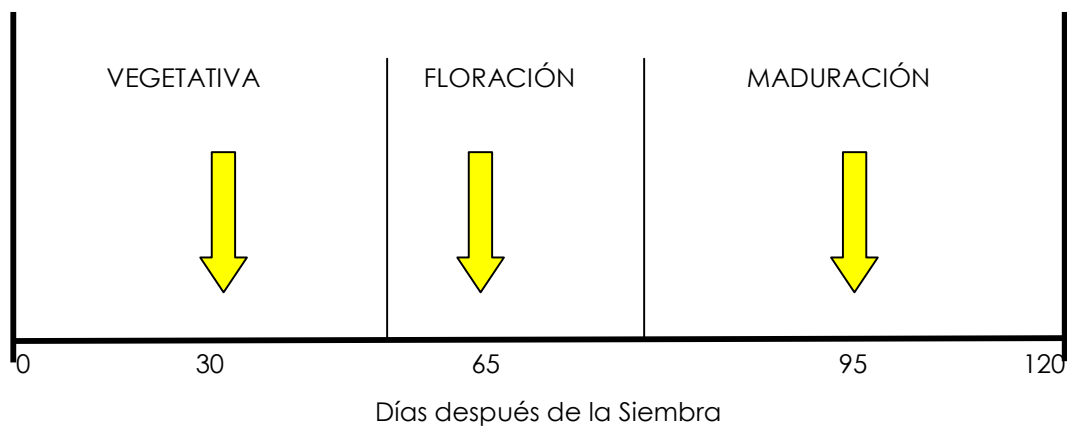 VEGETATIVA FLORACIÓN MADURACIÓN
0 30 65 95 120
Días después de la Siembra